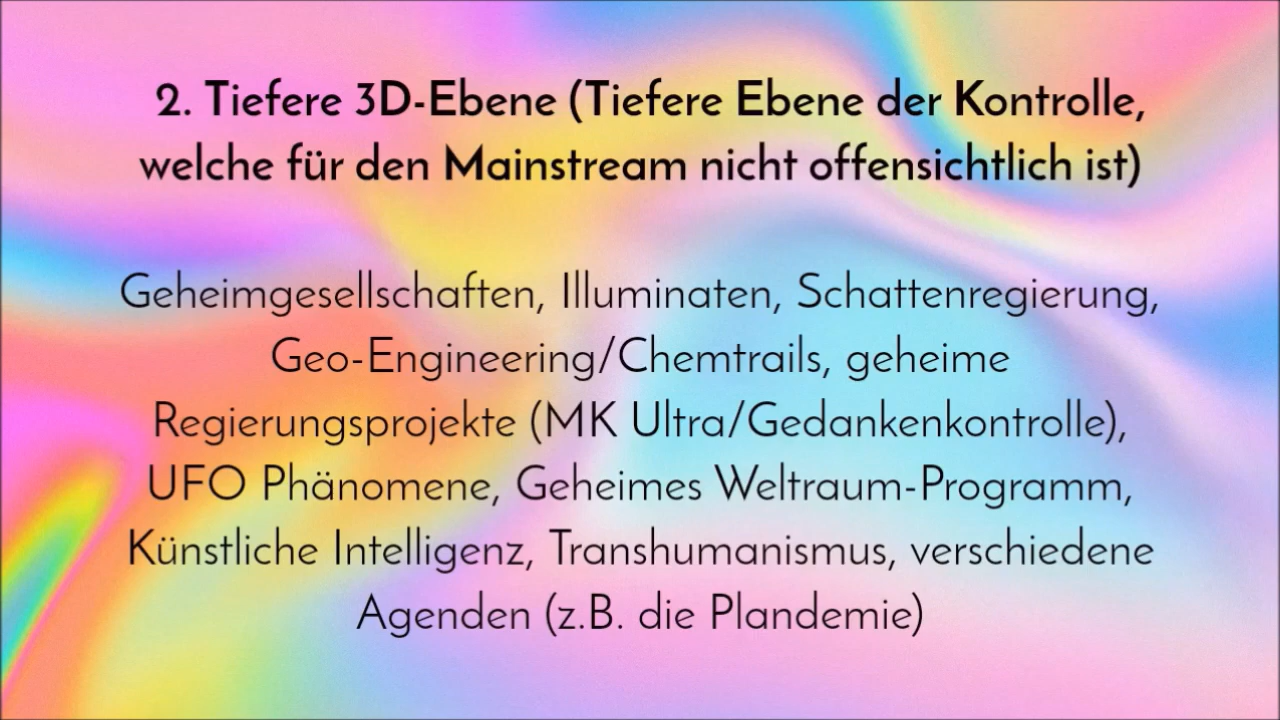 2. Tiefere 3D-Ebene (Tiefere Ebene der Kontrolle,
welche für den Mainstream nicht offensichtlich ist)
Geheimgesellschaften, Illuminaten, Schattenregierung,
Geo-Engineering/Chemtrails, geheime
Regierungsprojekte (MK Ultra/Gedankenkontrolle),
UFO Phänomene, Geheimes Weltraum-Programm,
Künstliche Intelligenz, Transhumanismus, verschiedene
Agenden (z.B. die Plandemie)